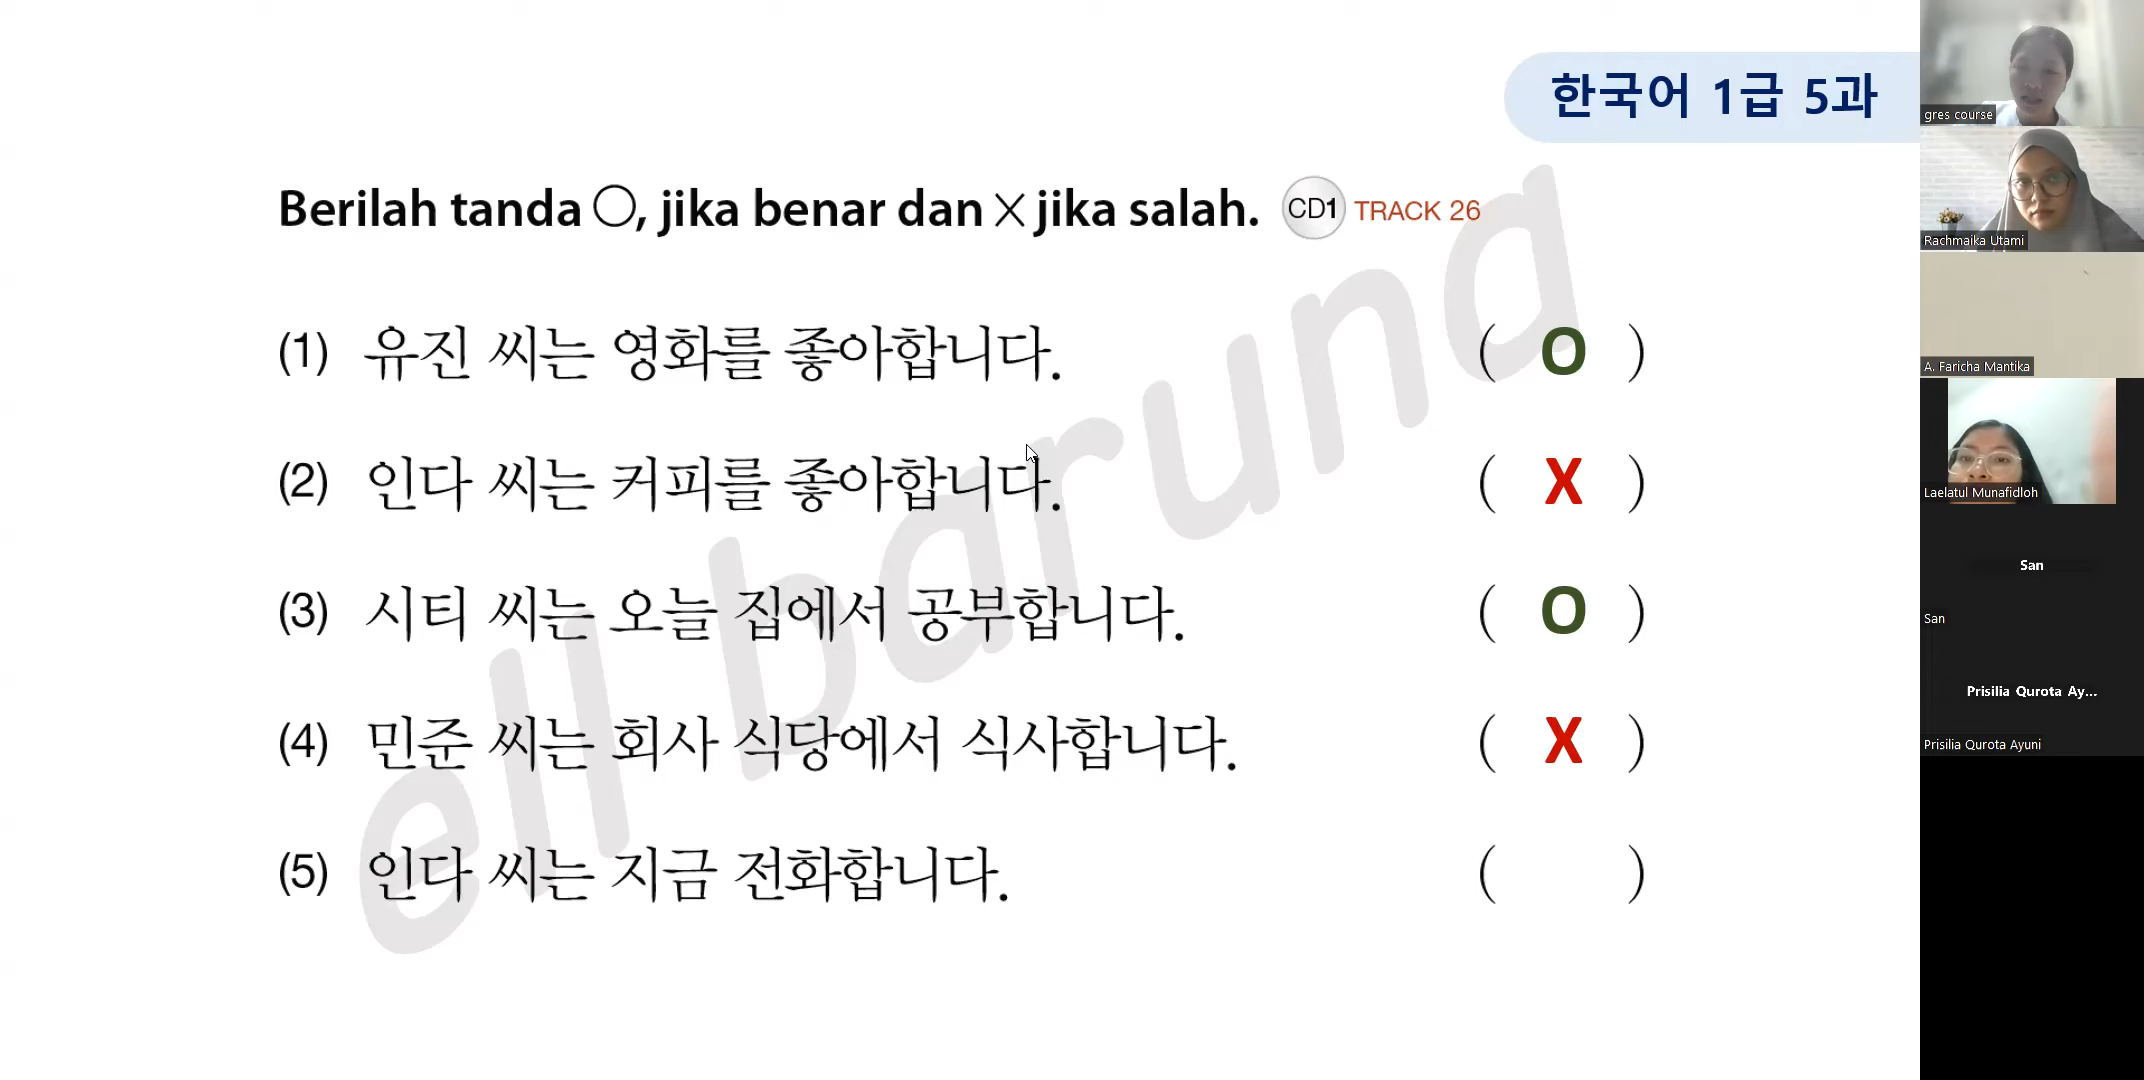 한국어 1급 5과
Berilah tanda ○, jika benar dan × jika salah. CD1 TRACK 26
(1) 유진 씨는 영화를 좋아합니다. ( O )
(2) 인다 씨는 커피를 좋아합니다. ( X )
(3) 시티 씨는 오늘 집에서 공부합니다. ( O )
(4) 민준 씨는 회사 식당에서 식사합니다. ( X )
(5) 인다 씨는 지금 전화합니다. ( )
ell barund
gres course
Rachmaika Utami
A. Faricha Mantika
Laelatul Munafidloh
San
San
Prisilia Qurota Ay...
Prisilia Qurota Ayuni